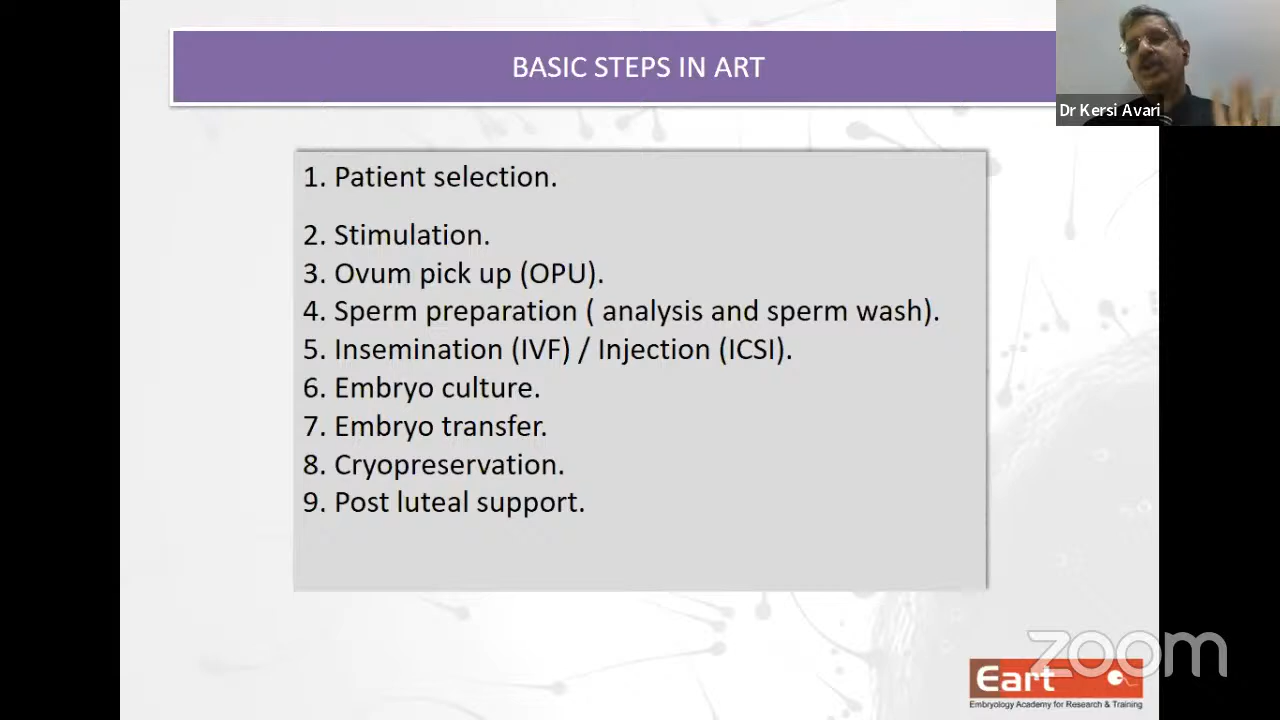 BASIC STEPS IN ART
Dr Kersi Avari
1. Patient selection.
2. Stimulation.
3. Ovum pick up (OPU).
4. Sperm preparation ( analysis and sperm wash).
5. Insemination (IVF) / Injection (ICSI).
6. Embryo culture.
7. Embryo transfer.
8. Cryopreservation.
9. Post luteal support.
zoom
Eart
Embryology Academy for Research & Training